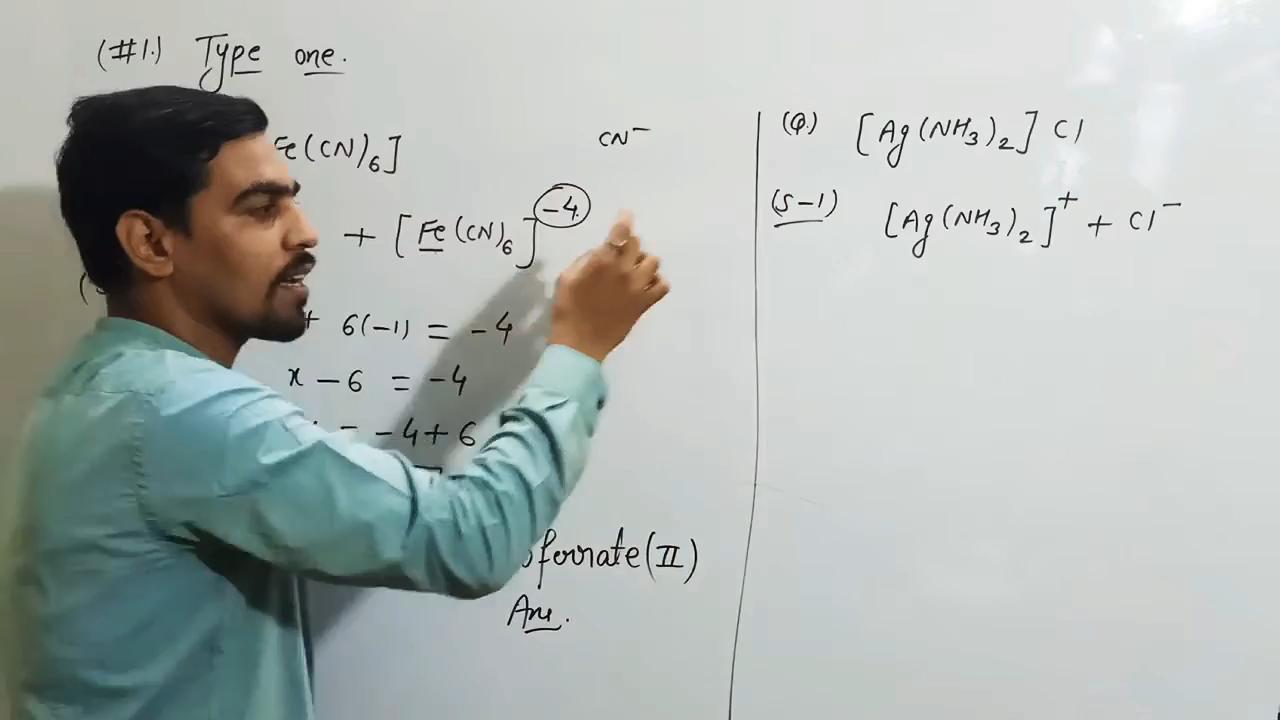 (#1.) Type one.
Fe(CN)₆]
CN⁻
+ [Fe(CN)₆]⁻⁴
+ 6(-1) = -4
x - 6 = -4
= -4 + 6
ferrate(II)
Ans.
(Q.) [Ag(NH₃)₂] Cl
(S-1) [Ag(NH₃)₂]⁺ + Cl⁻